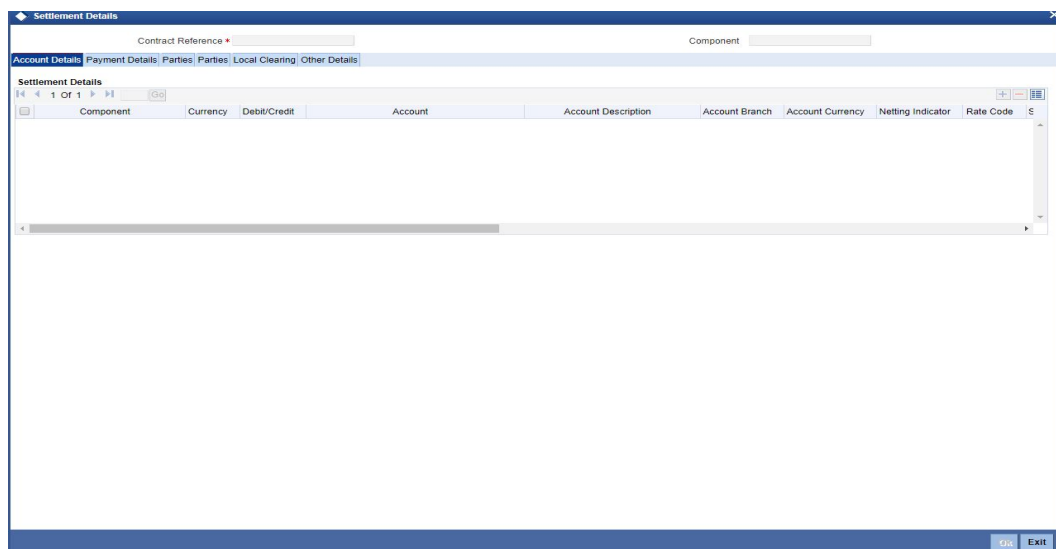 Settlement Details
Contract Reference *
Component
Account Details Payment Details Parties Parties Local Clearing Other Details
Settlement Details
1 Of 1 Go
Component Currency Debit/Credit Account Account Description Account Branch Account Currency Netting Indicator Rate Code S
Ok Exit